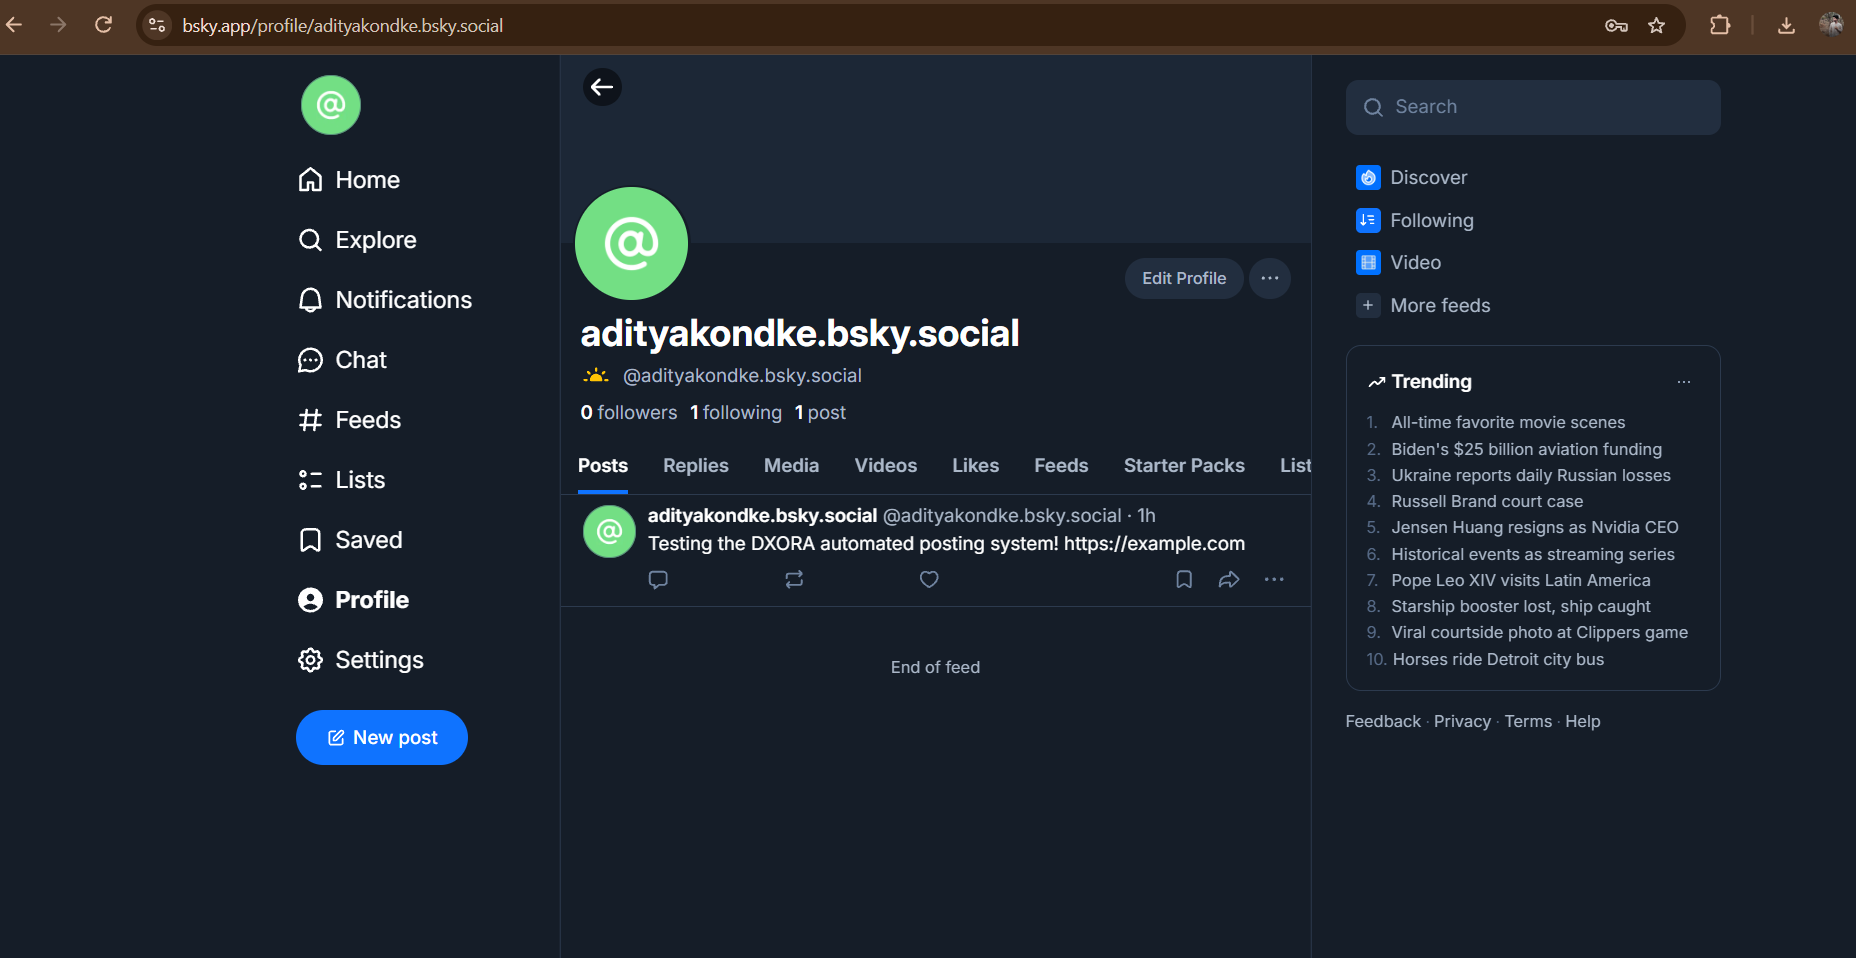 bsky.app/profile/adityakondke.bsky.social
@
Home
Explore
Notifications
Chat
Feeds
Lists
Saved
Profile
Settings
New post
@
Edit Profile
adityakondke.bsky.social
@adityakondke.bsky.social
0 followers 1 following 1 post
Posts Replies Media Videos Likes Feeds Starter Packs List
@
adityakondke.bsky.social @adityakondke.bsky.social · 1h
Testing the DXORA automated posting system! https://example.com
End of feed
Search
Discover
Following
Video
More feeds
Trending
1. All-time favorite movie scenes
2. Biden's $25 billion aviation funding
3. Ukraine reports daily Russian losses
4. Russell Brand court case
5. Jensen Huang resigns as Nvidia CEO
6. Historical events as streaming series
7. Pope Leo XIV visits Latin America
8. Starship booster lost, ship caught
9. Viral courtside photo at Clippers game
10. Horses ride Detroit city bus
Feedback · Privacy · Terms · Help